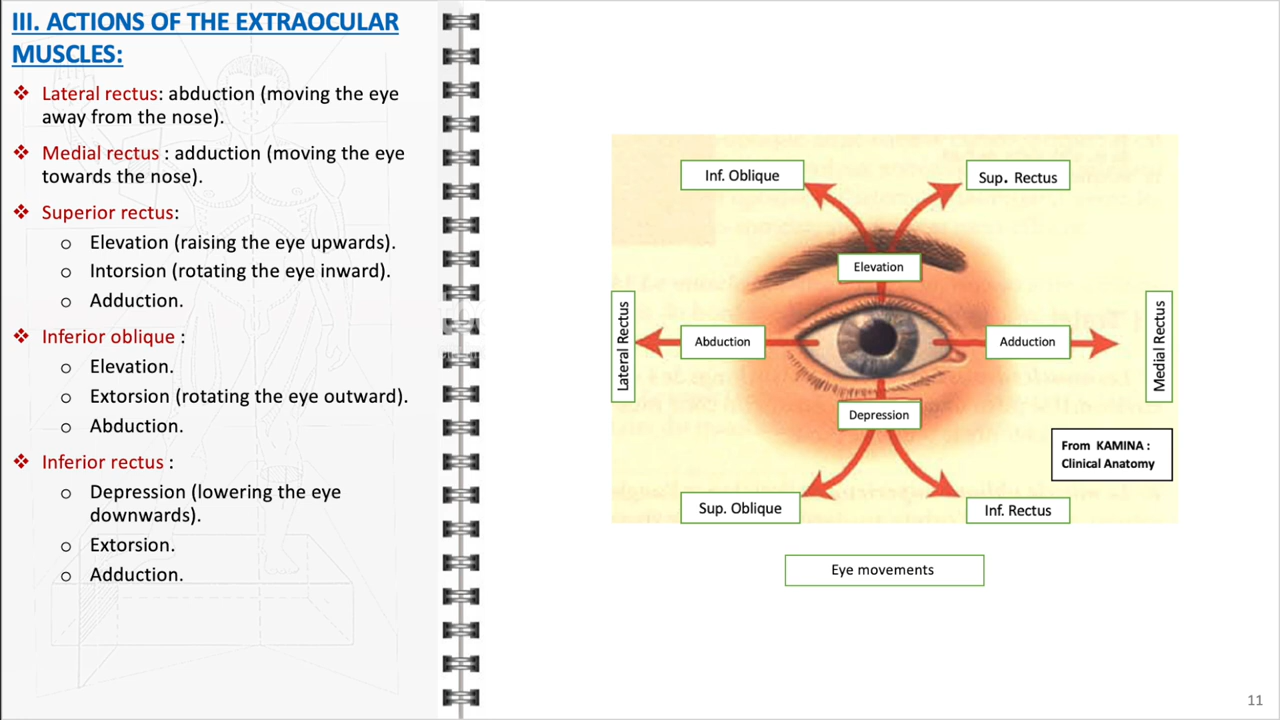 III. ACTIONS OF THE EXTRAOCULAR
MUSCLES:
❖ Lateral rectus: abduction (moving the eye
away from the nose).
❖ Medial rectus : adduction (moving the eye
towards the nose).
❖ Superior rectus:
o Elevation (raising the eye upwards).
o Intorsion (rotating the eye inward).
o Adduction.
❖ Inferior oblique :
o Elevation.
o Extorsion (rotating the eye outward).
o Abduction.
❖ Inferior rectus :
o Depression (lowering the eye
downwards).
o Extorsion.
o Adduction.
Inf. Oblique
Sup. Rectus
Elevation
Lateral Rectus
Abduction
Adduction
Medial Rectus
Depression
From KAMINA :
Clinical Anatomy
Sup. Oblique
Inf. Rectus
Eye movements
11